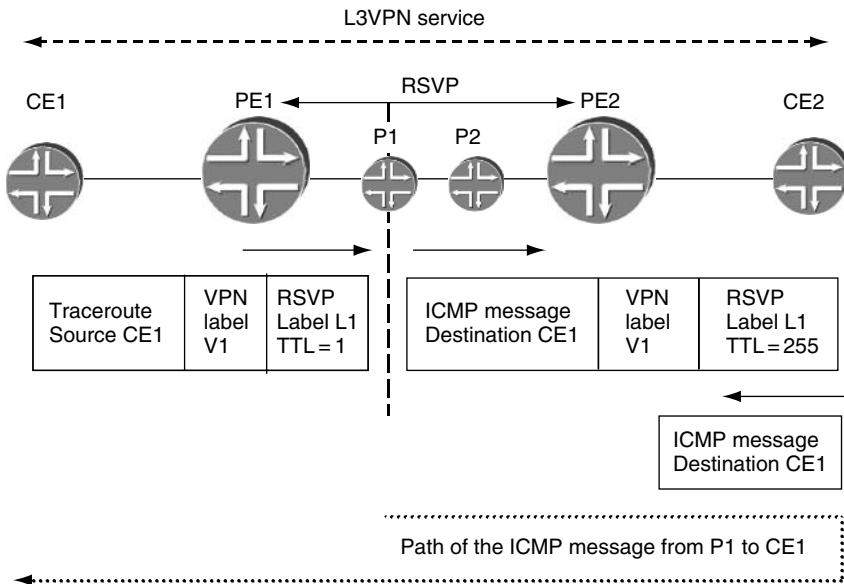 L3VPN service
RSVP
CE1
PE1
P1
P2
PE2
CE2
Traceroute
Source CE1
VPN
label
V1
RSVP
Label L1
TTL = 1
ICMP message
Destination CE1
VPN
label
V1
RSVP
Label L1
TTL = 255
ICMP message
Destination CE1
Path of the ICMP message from P1 to CE1